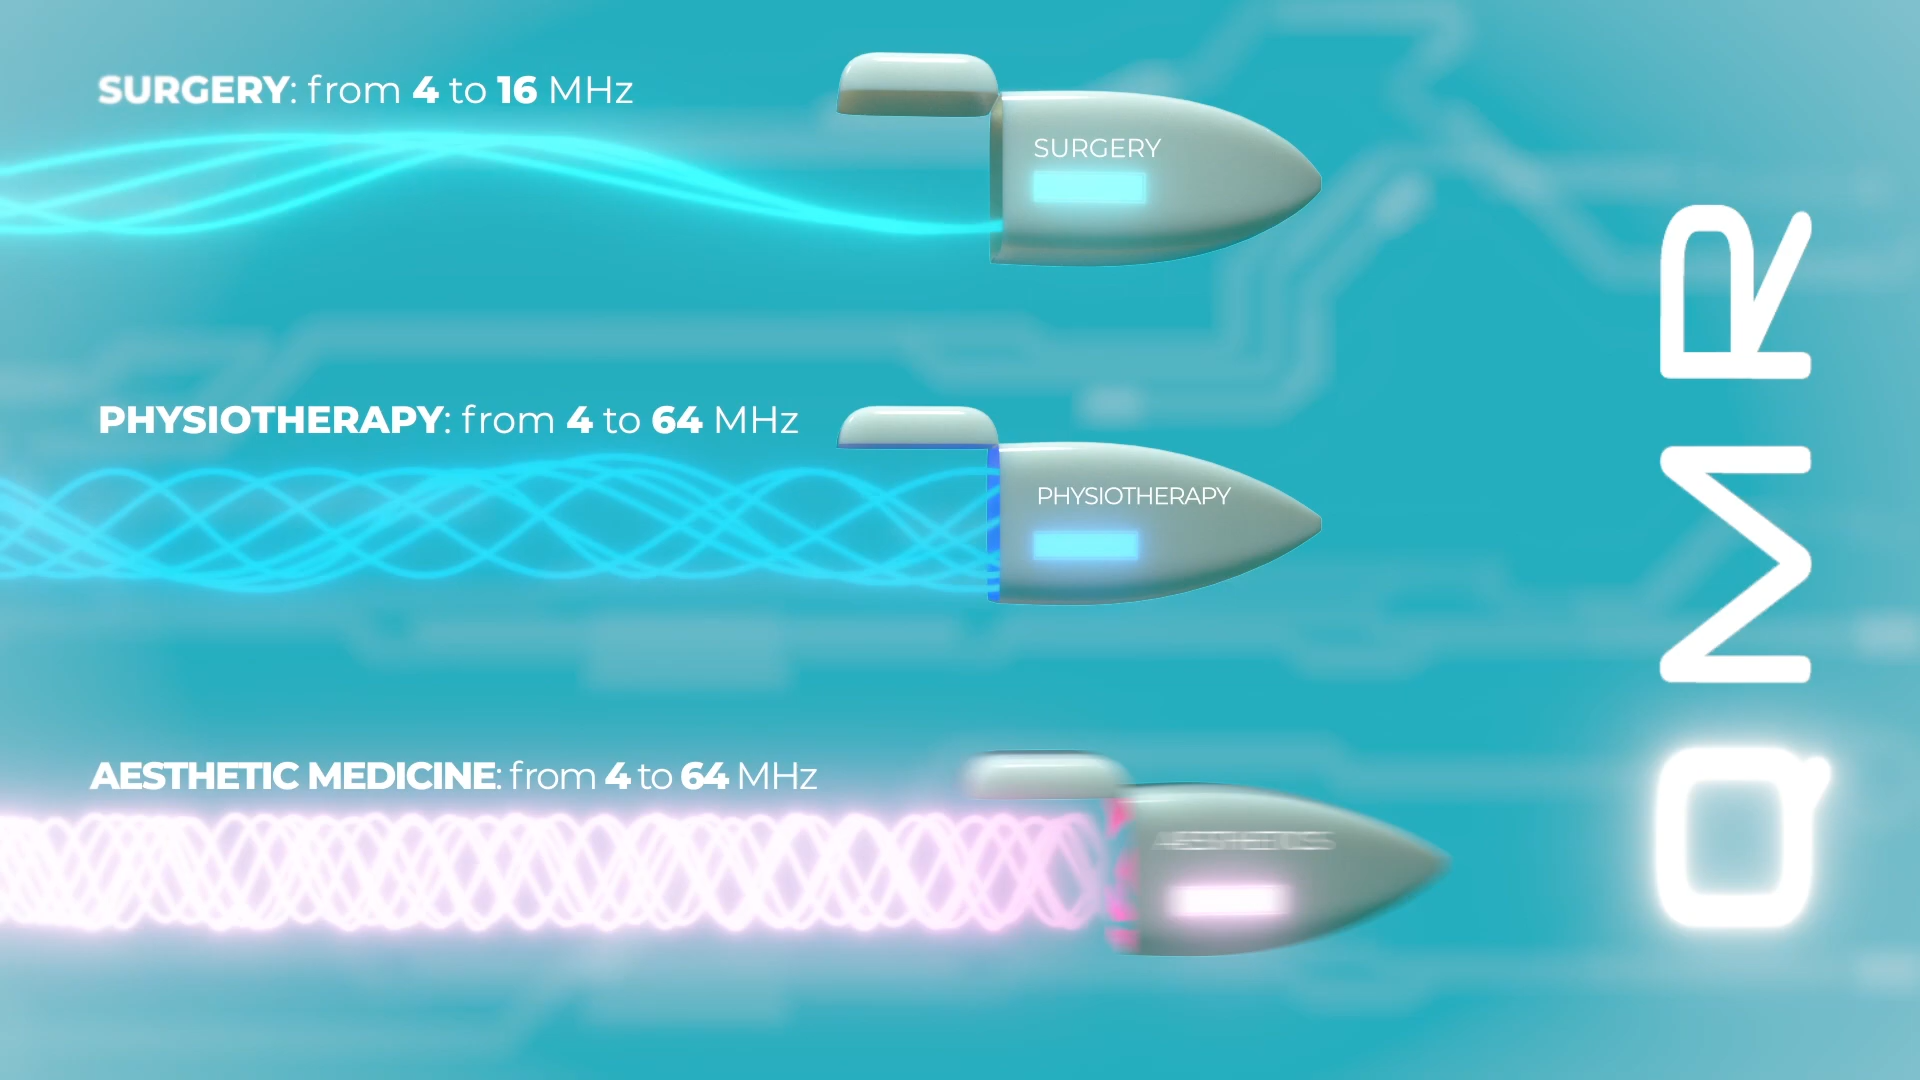 SURGERY: from 4 to 16 MHz
SURGERY
PHYSIOTHERAPY: from 4 to 64 MHz
PHYSIOTHERAPY
AESTHETIC MEDICINE: from 4 to 64 MHz
QMR